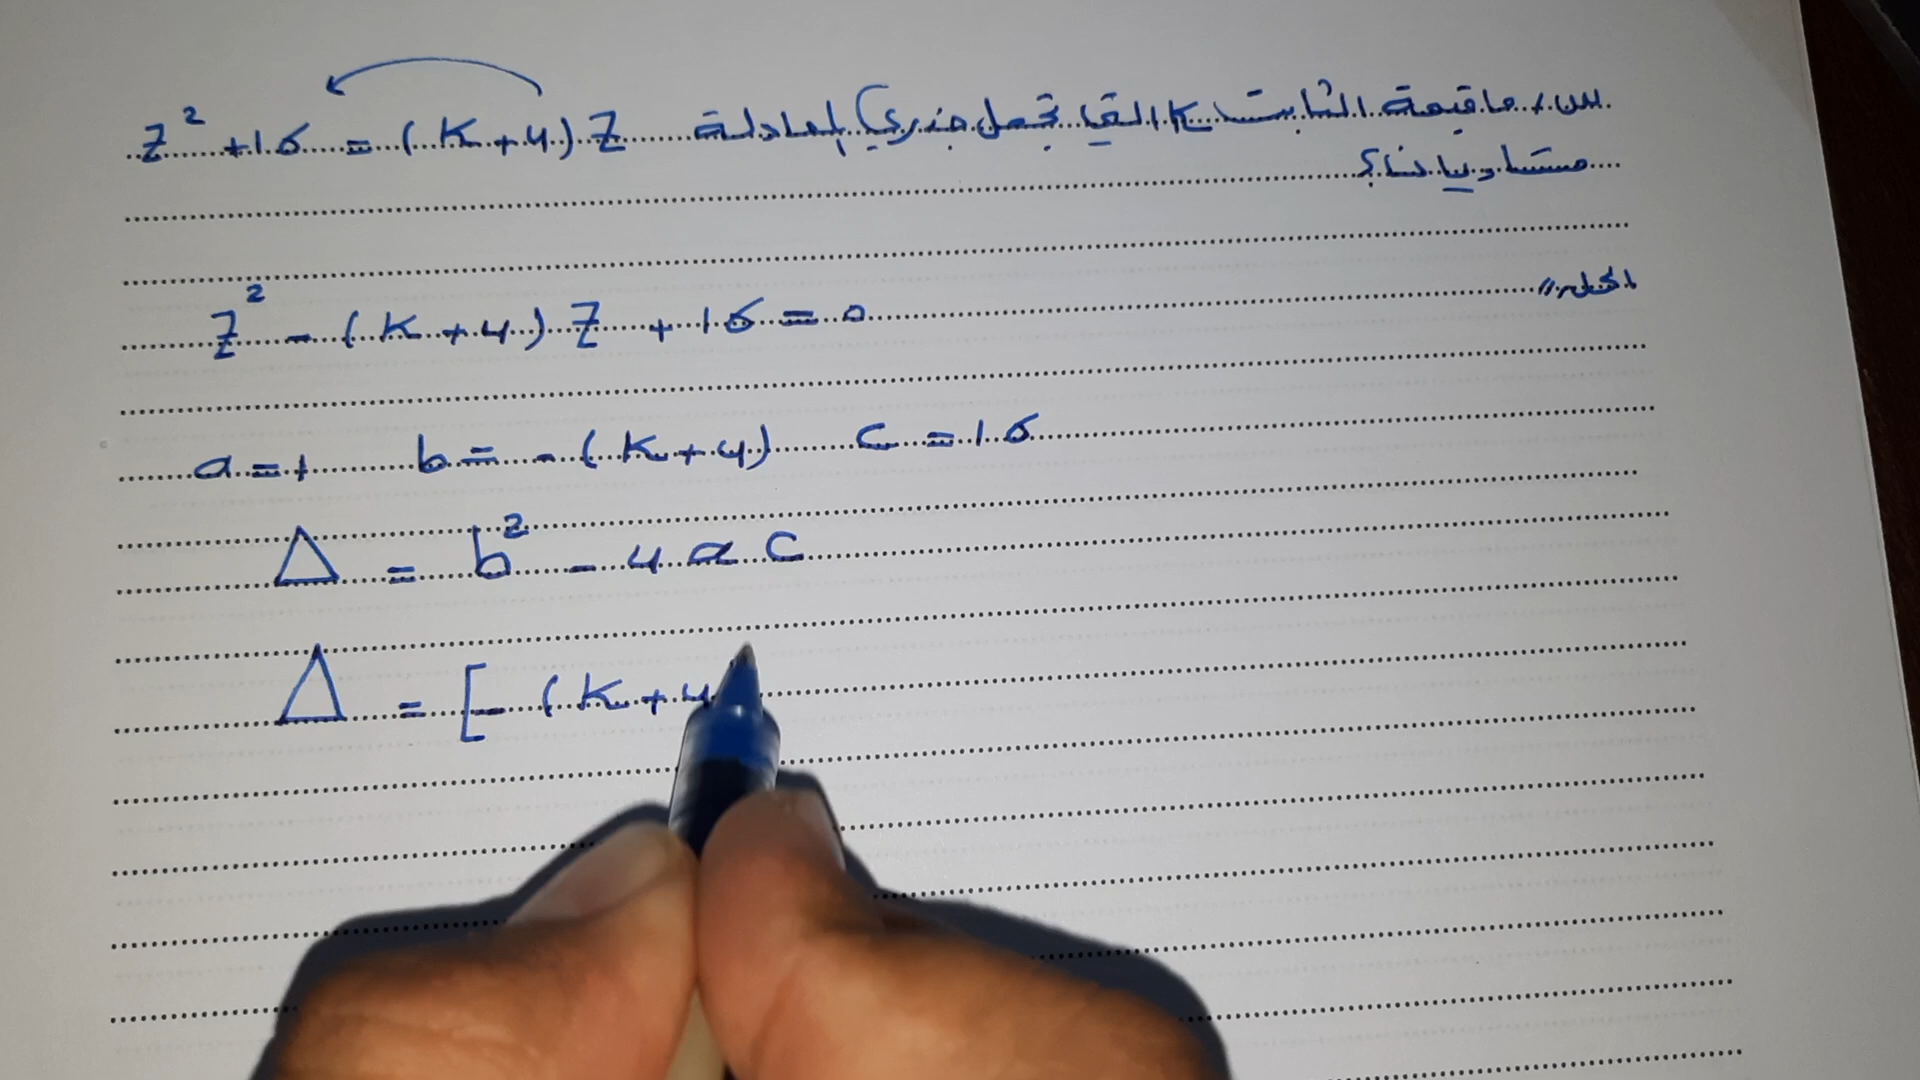 س/ ما قيمة الثابت K التي تجعل جذري المعادلة z² + 16 = (k + 4) z
متساويان؟
الحل //
z² - (k + 4) z + 16 = 0
a = 1 b = - (k + 4) c = 16
Δ = b² - 4 a c
Δ = [- (k + 4